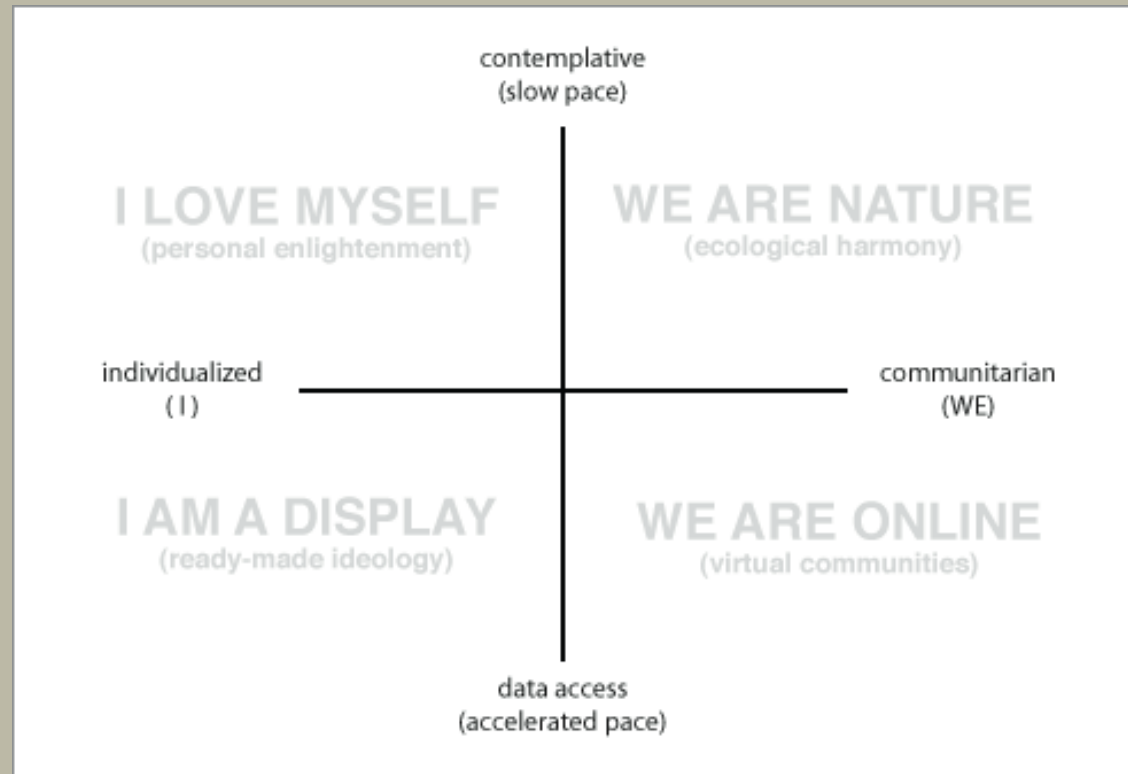 contemplative
(slow pace)
I LOVE MYSELF
(personal enlightenment)
WE ARE NATURE
(ecological harmony)
individualized
( I )
communitarian
(WE)
I AM A DISPLAY
(ready-made ideology)
WE ARE ONLINE
(virtual communities)
data access
(accelerated pace)